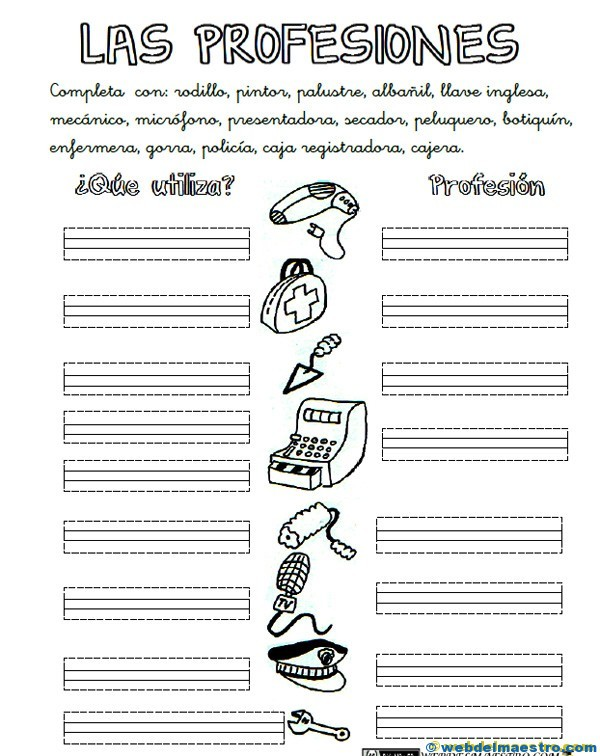 LAS PROFESIONES
Completa con: rodillo, pintor, palustre, albañil, llave inglesa,
mecánico, micrófono, presentadora, secador, peluquero, botiquín,
enfermera, gorra, policía, caja registradora, cajera.
¿Qúe utiliza? Profesión
TV
© webdelmaestro.com